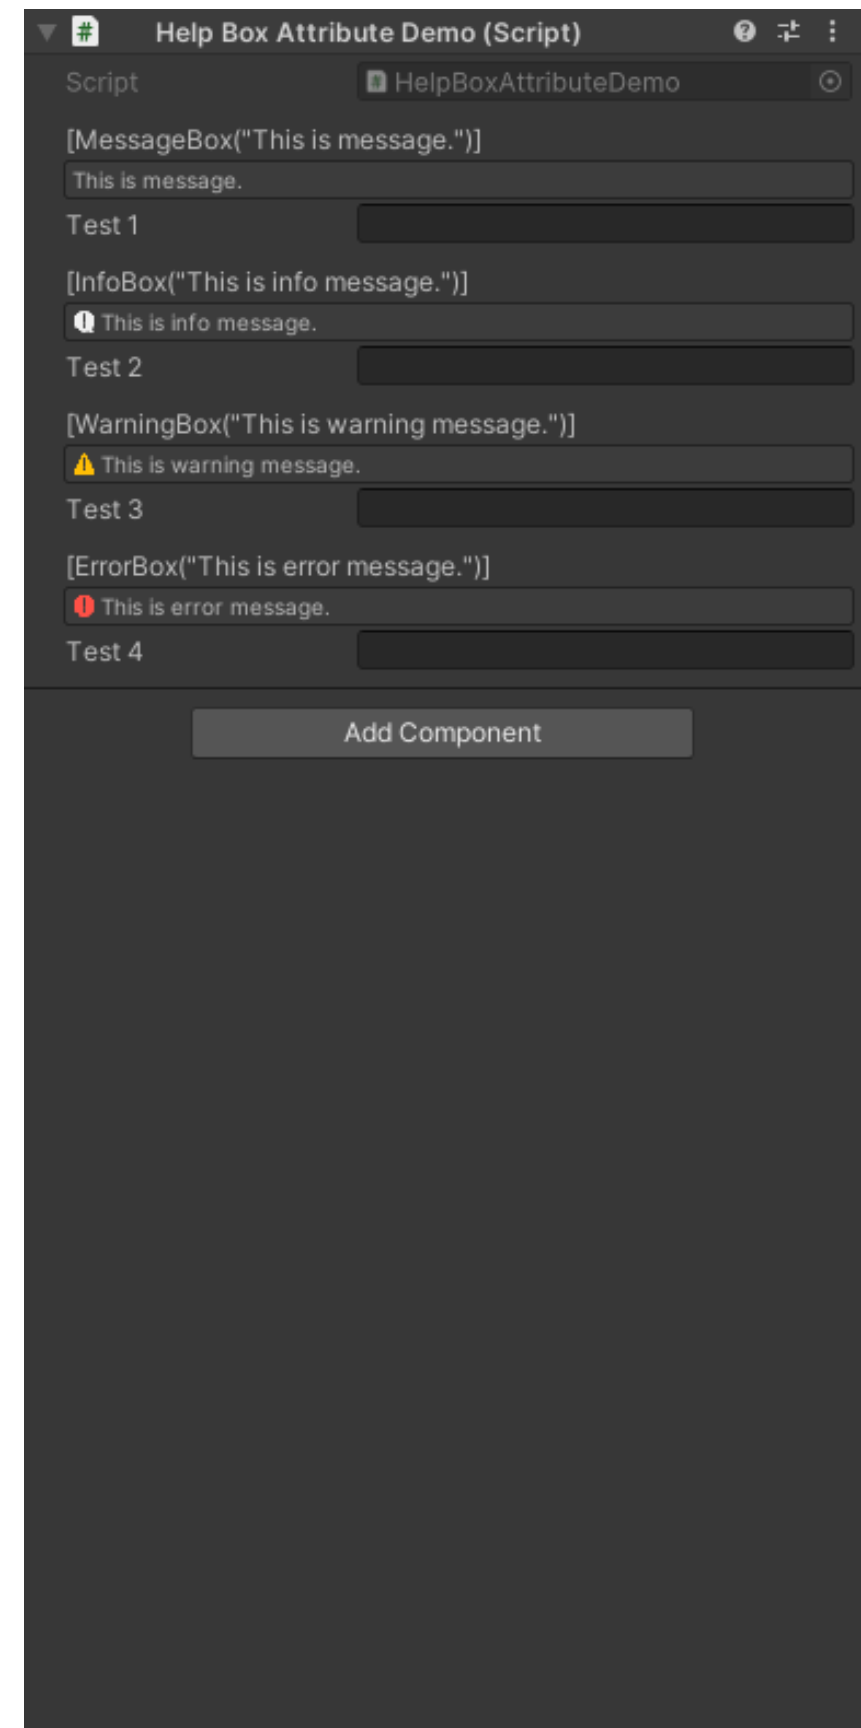 Help Box Attribute Demo (Script)
Script HelpBoxAttributeDemo
[MessageBox("This is message.")]
This is message.
Test 1
[InfoBox("This is info message.")]
This is info message.
Test 2
[WarningBox("This is warning message.")]
This is warning message.
Test 3
[ErrorBox("This is error message.")]
This is error message.
Test 4
Add Component